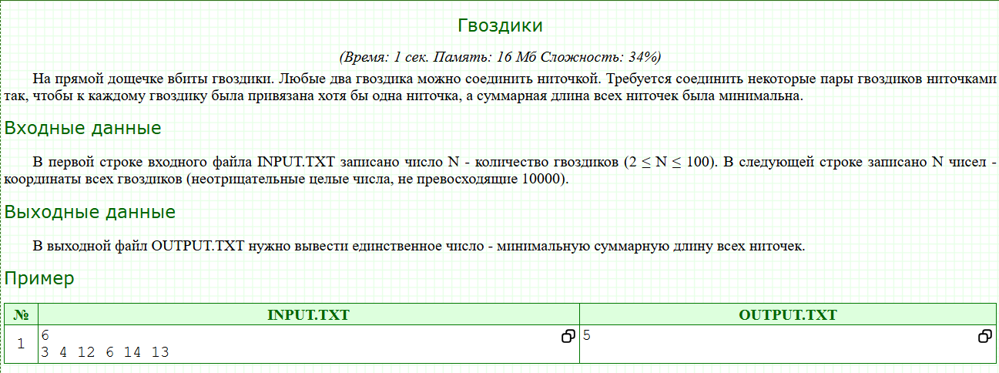 Гвоздики
(Время: 1 сек. Память: 16 Мб Сложность: 34%)
На прямой дощечке вбиты гвоздики. Любые два гвоздика можно соединить ниточкой. Требуется соединить некоторые пары гвоздиков ниточками
так, чтобы к каждому гвоздику была привязана хотя бы одна ниточка, а суммарная длина всех ниточек была минимальна.
Входные данные
В первой строке входного файла INPUT.TXT записано число N - количество гвоздиков (2 ≤ N ≤ 100). В следующей строке записано N чисел -
координаты всех гвоздиков (неотрицательные целые числа, не превосходящие 10000).
Выходные данные
В выходной файл OUTPUT.TXT нужно вывести единственное число - минимальную суммарную длину всех ниточек.
Пример
№ INPUT.TXT OUTPUT.TXT
1 6 5
3 4 12 6 14 13